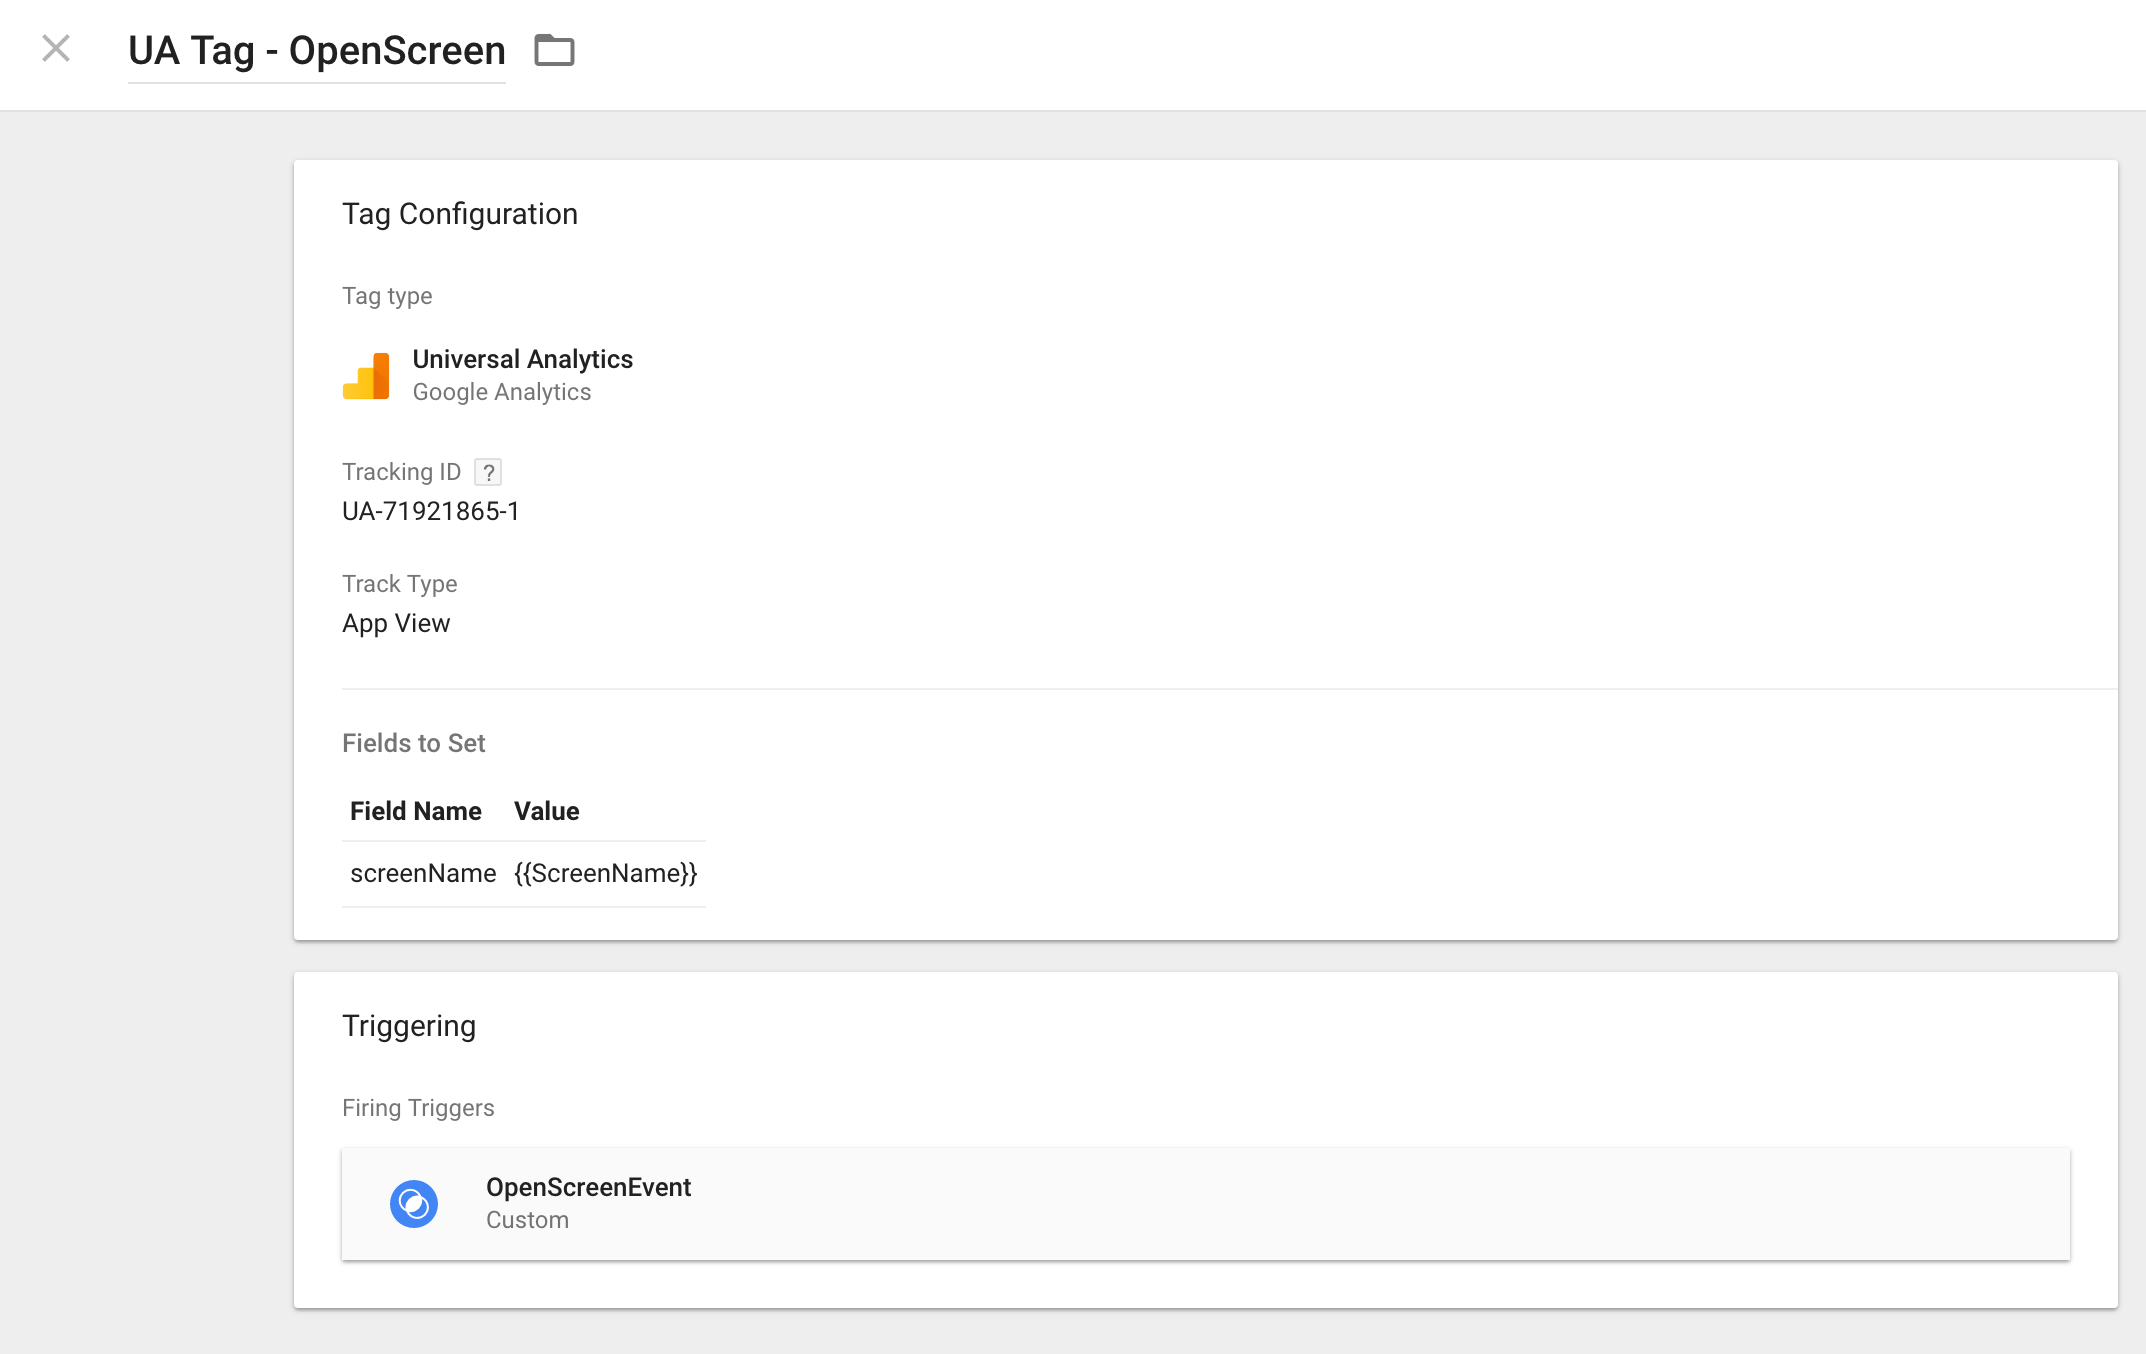 UA Tag - OpenScreen
Tag Configuration
Tag type
Universal Analytics
Google Analytics
Tracking ID ?
UA-71921865-1
Track Type
App View
Fields to Set
Field Name Value
screenName {{ScreenName}}
Triggering
Firing Triggers
OpenScreenEvent
Custom